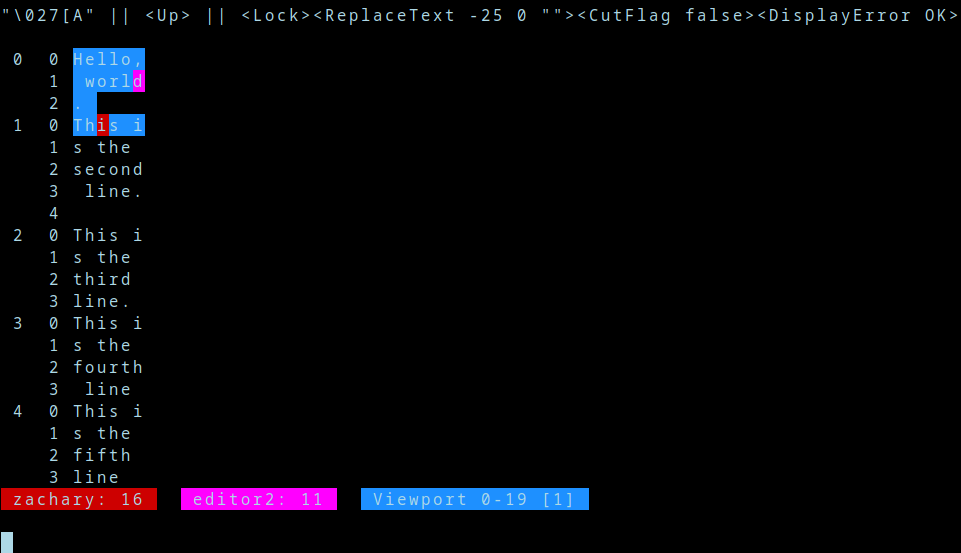 "\027[A" || <Up> || <Lock><ReplaceText -25 0 ""><CutFlag false><DisplayError OK>
0 0 Hello,
1  world
2 .
1 0 This i
1 s the
2 second
3  line.
4
2 0 This i
1 s the
2 third
3 line.
3 0 This i
1 s the
2 fourth
3  line
4 0 This i
1 s the
2 fifth
3 line
zachary: 16 editor2: 11 Viewport 0-19 [1]